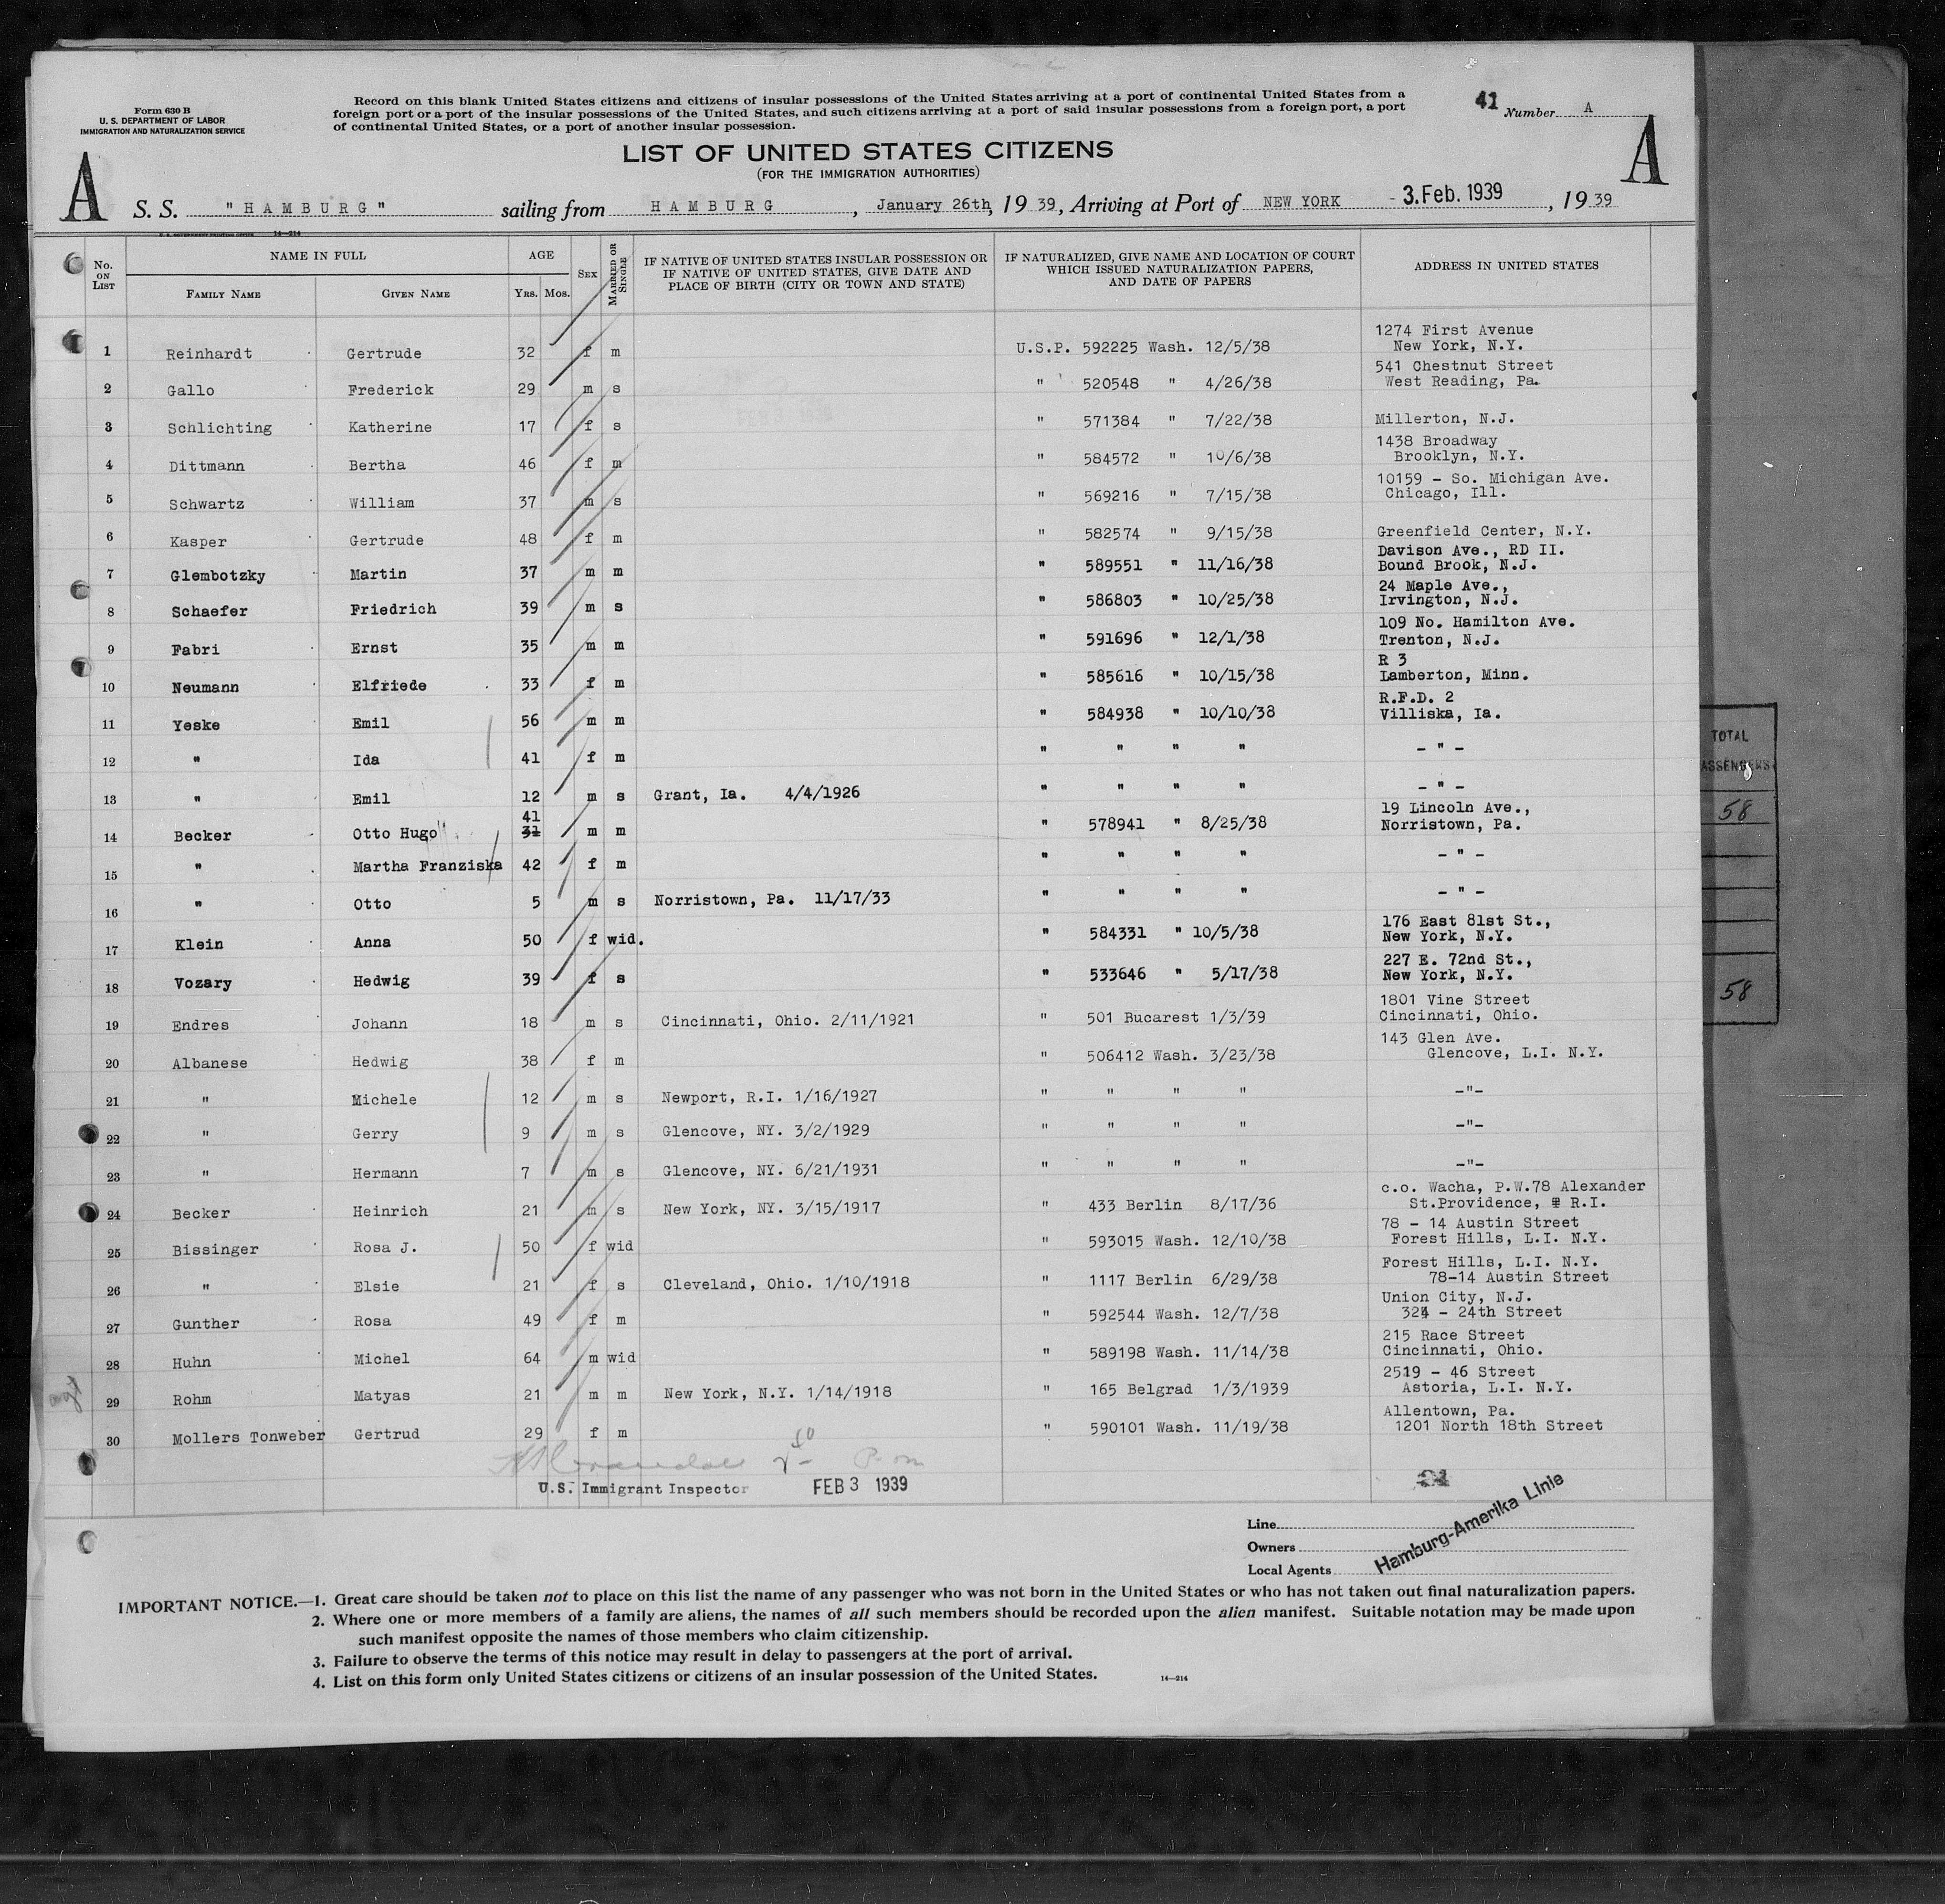 Form 630 B
U. S. DEPARTMENT OF LABOR
IMMIGRATION AND NATURALIZATION SERVICE
Record on this blank United States citizens and citizens of insular possessions of the United States arriving at a port of continental United States from a
foreign port or a port of the insular possessions of the United States, and such citizens arriving at a port of said insular possessions from a foreign port, a port
of continental United States, or a port of another insular possession.
41 Number A
LIST OF UNITED STATES CITIZENS
(FOR THE IMMIGRATION AUTHORITIES)
A A
S. S. "HAMBURG" sailing from HAMBURG, January 26th, 19 39, Arriving at Port of NEW YORK - 3. Feb. 1939, 19 39
14—214
No. ON LIST NAME IN FULL FAMILY NAME GIVEN NAME AGE YRS. MOS. SEX MARRIED OR SINGLE IF NATIVE OF UNITED STATES INSULAR POSSESSION OR IF NATIVE OF UNITED STATES, GIVE DATE AND PLACE OF BIRTH (CITY OR TOWN AND STATE) IF NATURALIZED, GIVE NAME AND LOCATION OF COURT WHICH ISSUED NATURALIZATION PAPERS, AND DATE OF PAPERS ADDRESS IN UNITED STATES
1 Reinhardt Gertrude 32 f m U.S.P. 592225 Wash. 12/5/38 1274 First Avenue New York, N.Y.
2 Gallo Frederick 29 m s " 520548 " 4/26/38 541 Chestnut Street West Reading, Pa.
3 Schlichting Katherine 17 f s " 571384 " 7/22/38 Millerton, N.J.
4 Dittmann Bertha 46 f m " 584572 " 10/6/38 1438 Broadway Brooklyn, N.Y.
5 Schwartz William 37 m s " 569216 " 7/15/38 10159 - So. Michigan Ave. Chicago, Ill.
6 Kasper Gertrude 48 f m " 582574 " 9/15/38 Greenfield Center, N.Y.
7 Glembotzky Martin 37 m m " 589551 " 11/16/38 Davison Ave., RD II. Bound Brook, N.J.
8 Schaefer Friedrich 39 m s " 586803 " 10/25/38 24 Maple Ave., Irvington, N.J.
9 Fabri Ernst 35 m m " 591696 " 12/1/38 109 No. Hamilton Ave. Trenton, N.J.
10 Neumann Elfriede 33 f m " 585616 " 10/15/38 R 3 Lamberton, Minn.
11 Yeske Emil 56 m m " 584938 " 10/10/38 R.F.D. 2 Villiska, Ia.
12 " Ida 41 f m " " " " - " -
13 " Emil 12 m s Grant, Ia. 4/4/1926 " " " " - " -
14 Becker Otto Hugo 41 31 m m " 578941 " 8/25/38 19 Lincoln Ave., Norristown, Pa.
15 " Martha Franziska 42 f m " " " " - " -
16 " Otto 5 m s Norristown, Pa. 11/17/33 " " " " - " -
17 Klein Anna 50 f wid. " 584331 " 10/5/38 176 East 81st St., New York, N.Y.
18 Vozary Hedwig 39 f s " 533646 " 5/17/38 227 E. 72nd St., New York, N.Y.
19 Endres Johann 18 m s Cincinnati, Ohio. 2/11/1921 " 501 Bucarest 1/3/39 1801 Vine Street Cincinnati, Ohio.
20 Albanese Hedwig 38 f m " 506412 Wash. 3/23/38 143 Glen Ave. Glencove, L.I. N.Y.
21 " Michele 12 m s Newport, R.I. 1/16/1927 " " " " -"-
22 " Gerry 9 m s Glencove, NY. 3/2/1929 " " " " -"-
23 " Hermann 7 m s Glencove, NY. 6/21/1931 " " " " -"-
24 Becker Heinrich 21 m s New York, NY. 3/15/1917 " 433 Berlin 8/17/36 c.o. Wacha, P.W.78 Alexander St.Providence, R.I.
25 Bissinger Rosa J. 50 f wid " 593015 Wash. 12/10/38 78 - 14 Austin Street Forest Hills, L.I. N.Y.
26 " Elsie 21 f s Cleveland, Ohio. 1/10/1918 " 1117 Berlin 6/29/38 Forest Hills, L.I. N.Y. 78-14 Austin Street
27 Gunther Rosa 49 f m " 592544 Wash. 12/7/38 Union City, N.J. 324 - 24th Street
28 Huhn Michel 64 m wid " 589198 Wash. 11/14/38 215 Race Street Cincinnati, Ohio.
29 Rohm Matyas 21 m m New York, N.Y. 1/14/1918 " 165 Belgrad 1/3/1939 2519 - 46 Street Astoria, L.I. N.Y.
30 Mollers Tonweber Gertrud 29 f m " 590101 Wash. 11/19/38 Allentown, Pa. 1201 North 18th Street
U.S. Immigrant Inspector FEB 3 1939
Line
Owners
Local Agents
Hamburg-Amerika Linie
IMPORTANT NOTICE.—1. Great care should be taken not to place on this list the name of any passenger who was not born in the United States or who has not taken out final naturalization papers.
2. Where one or more members of a family are aliens, the names of all such members should be recorded upon the alien manifest. Suitable notation may be made upon
such manifest opposite the names of those members who claim citizenship.
3. Failure to observe the terms of this notice may result in delay to passengers at the port of arrival.
4. List on this form only United States citizens or citizens of an insular possession of the United States. 14—214
TOTAL
58
58